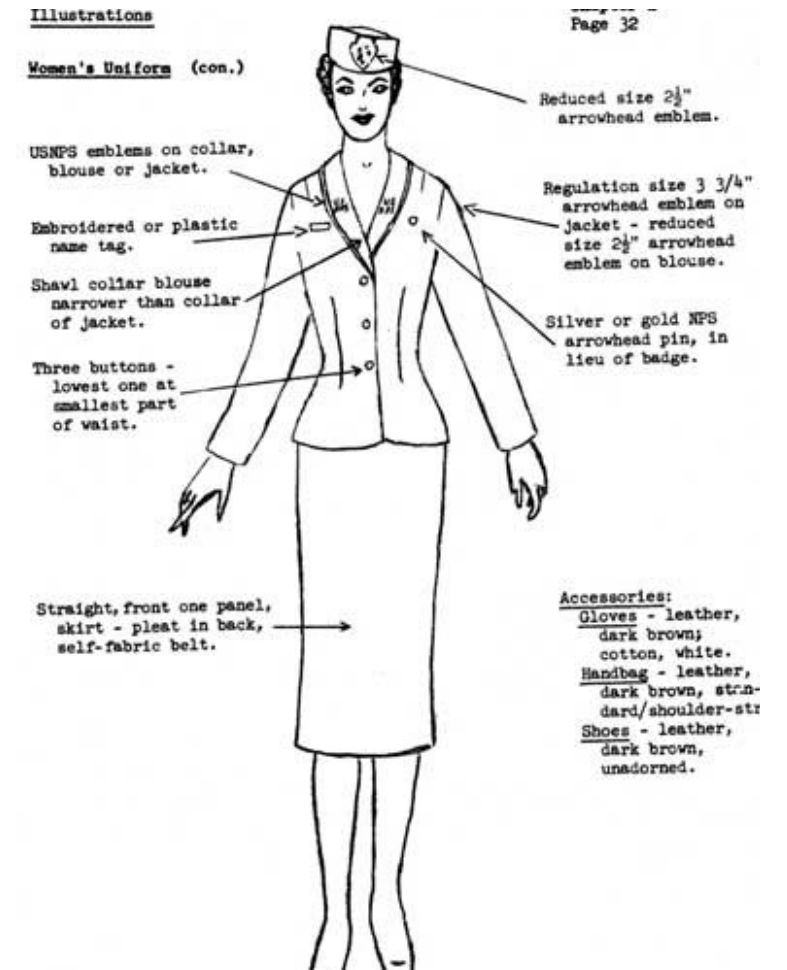 Illustrations
Page 32
Women's Uniform (con.)
Reduced size 2½"
arrowhead emblem.
USNPS emblems on collar,
blouse or jacket.
Regulation size 3 3/4"
arrowhead emblem on
jacket - reduced
size 2½" arrowhead
emblem on blouse.
Embroidered or plastic
name tag.
Shawl collar blouse
narrower than collar
of jacket.
Silver or gold NPS
arrowhead pin, in
lieu of badge.
Three buttons -
lowest one at
smallest part
of waist.
Straight, front one panel,
skirt - pleat in back,
self-fabric belt.
Accessories:
Gloves - leather,
dark brown;
cotton, white.
Handbag - leather,
dark brown, stan-
dard/shoulder-str
Shoes - leather,
dark brown,
unadorned.